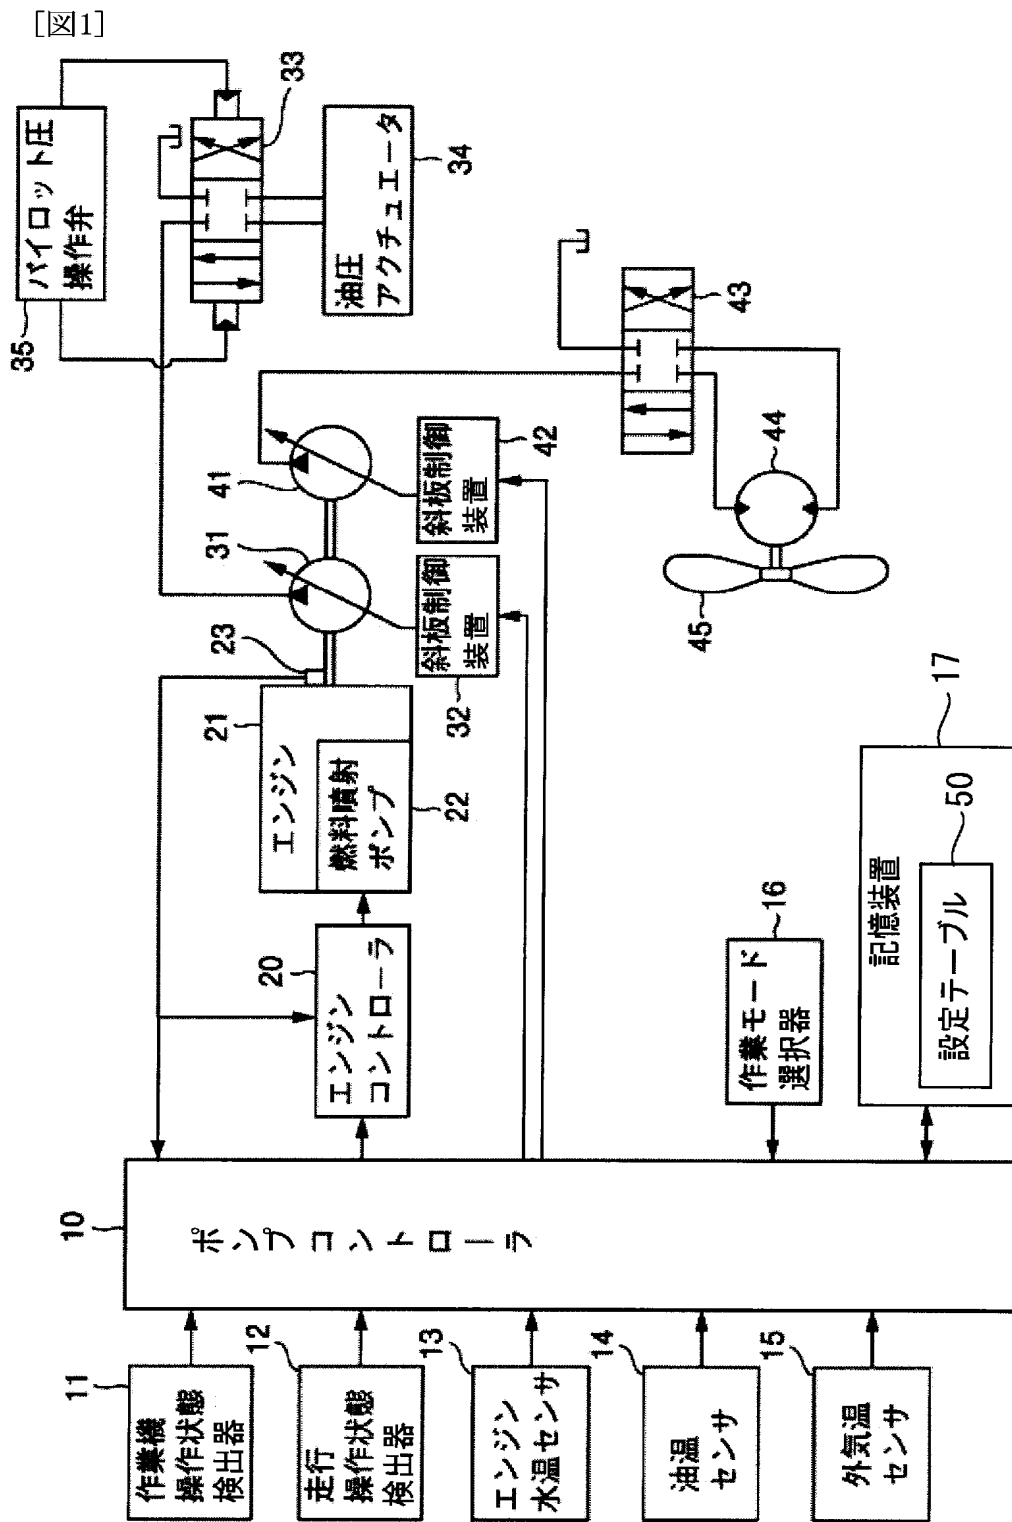 [図1]
35
パイロット圧
操作弁
33
油圧
アクチュエータ
34
43
41
42
斜板制御
装置
44
31
斜板制御
装置
32
45
23
21
エンジン
燃料噴射
ポンプ
22
17
50
記憶装置
設定テーブル
16
作業モード
選択器
20
エンジン
コントローラ
10
ポンプコントローラ
11
作業機
操作状態
検出器
12
走行
操作状態
検出器
13
エンジン
水温センサ
14
油温
センサ
15
外気温
センサ